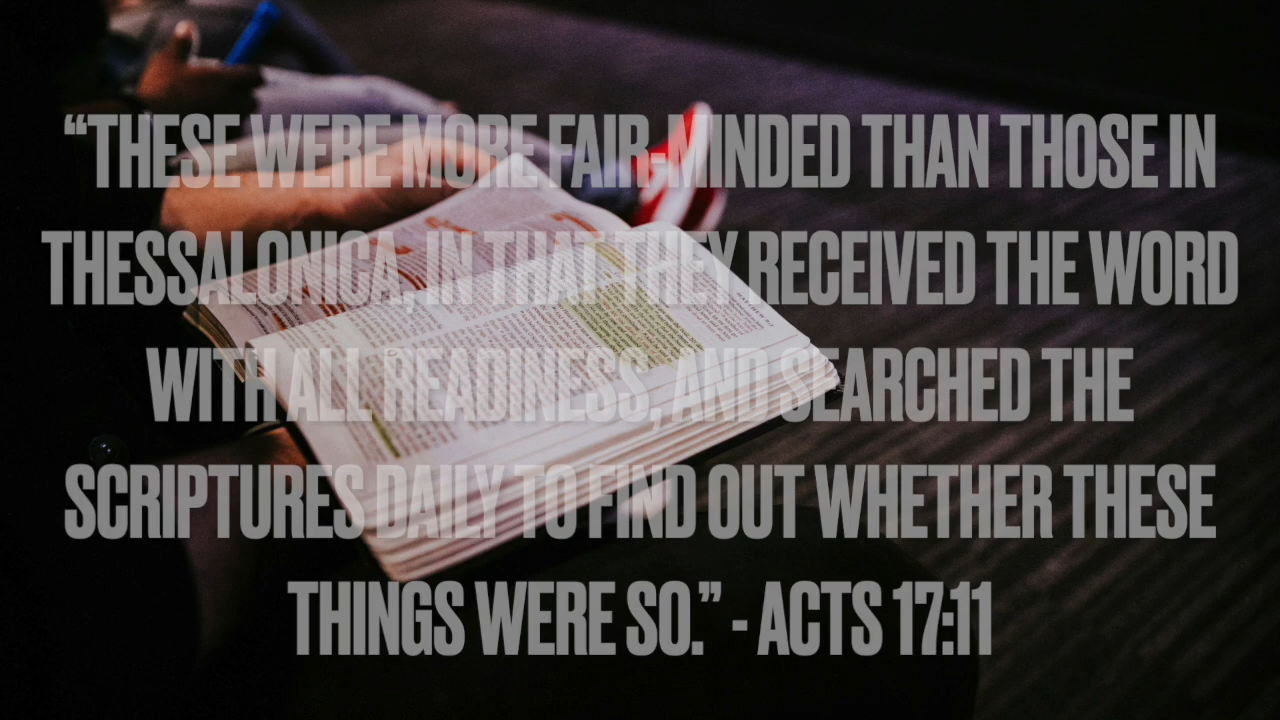 “THESE WERE MORE FAIR-MINDED THAN THOSE IN
THESSALONICA, IN THAT THEY RECEIVED THE WORD
WITH ALL READINESS, AND SEARCHED THE
SCRIPTURES DAILY TO FIND OUT WHETHER THESE
THINGS WERE SO.” - ACTS 17:11